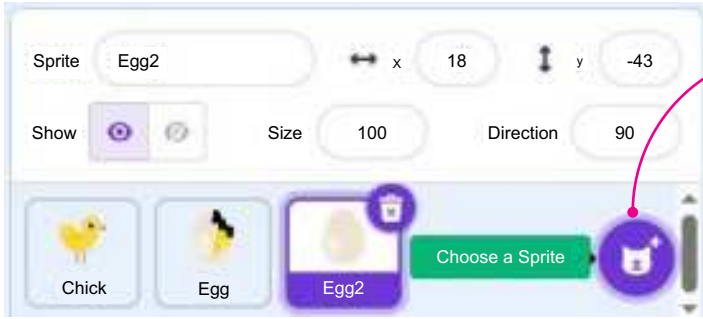 Sprite Egg2 x 18 y -43
Show Size 100 Direction 90
Choose a Sprite
Chick Egg Egg2